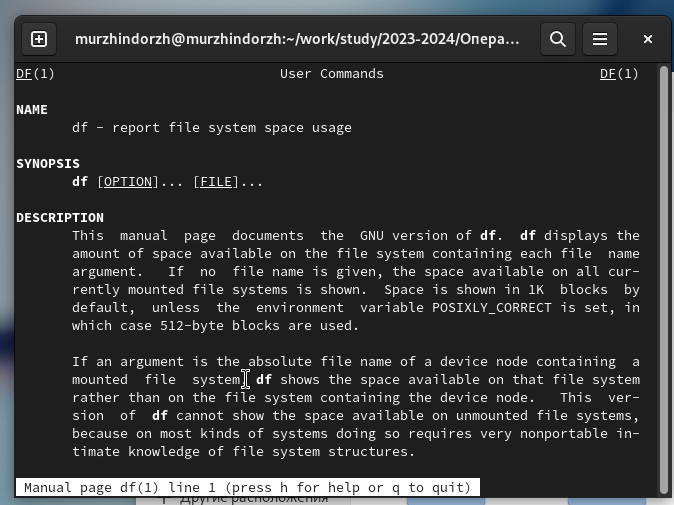 murzhindorzh@murzhindorzh:~/work/study/2023-2024/Опера...
DF(1) User Commands DF(1)
NAME
df - report file system space usage
SYNOPSIS
df [OPTION]... [FILE]...
DESCRIPTION
This manual page documents the GNU version of df. df displays the
amount of space available on the file system containing each file name
argument. If no file name is given, the space available on all cur-
rently mounted file systems is shown. Space is shown in 1K blocks by
default, unless the environment variable POSIXLY_CORRECT is set, in
which case 512-byte blocks are used.
If an argument is the absolute file name of a device node containing a
mounted file system, df shows the space available on that file system
rather than on the file system containing the device node. This ver-
sion of df cannot show the space available on unmounted file systems,
because on most kinds of systems doing so requires very nonportable in-
timate knowledge of file system structures.
Manual page df(1) line 1 (press h for help or q to quit)
Другие расположения